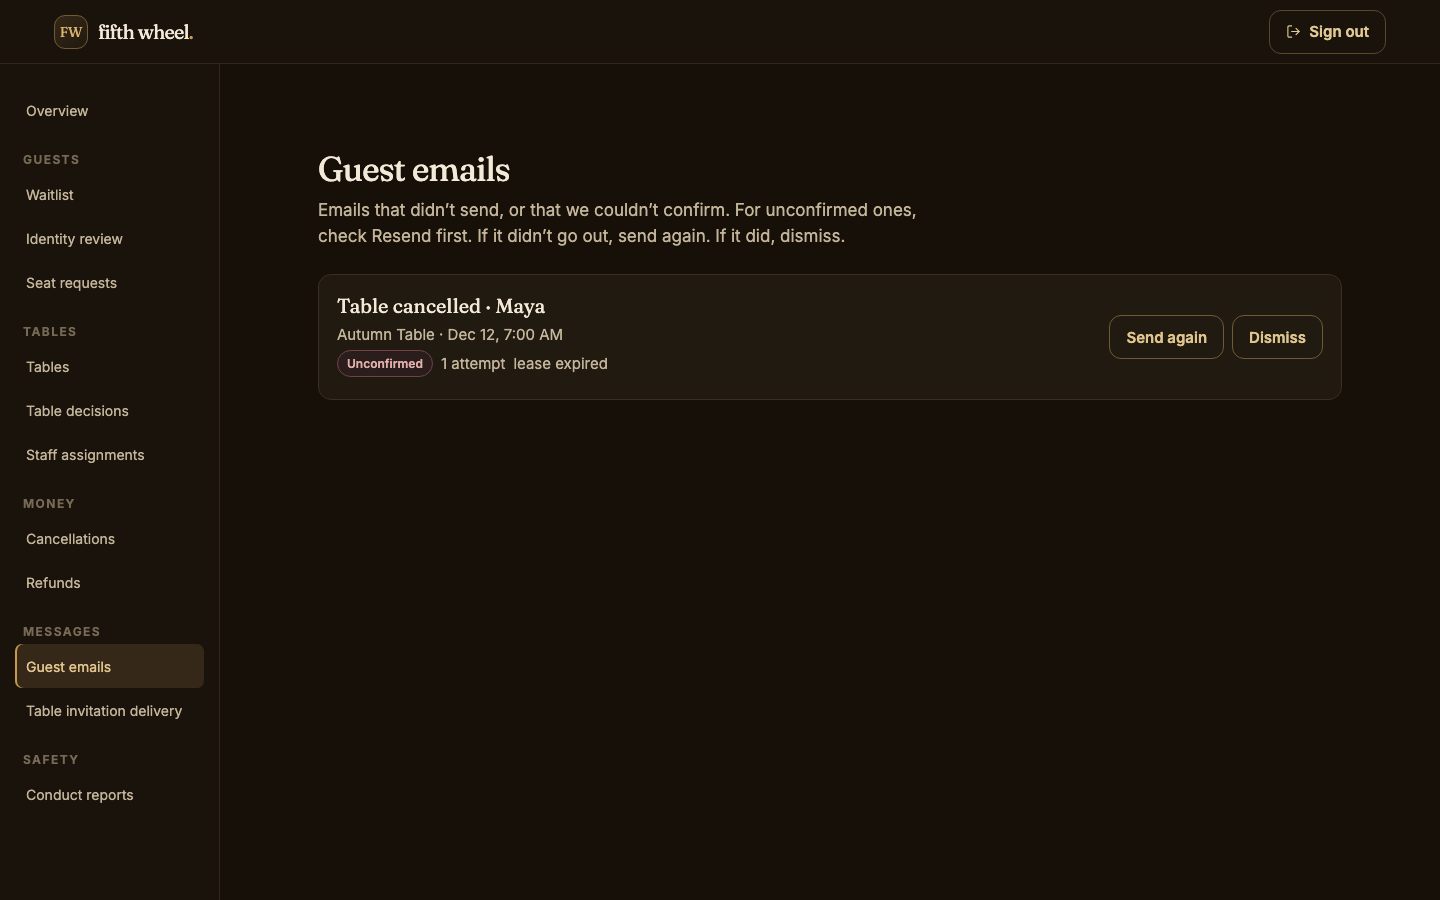 FW fifth wheel.
Sign out
Overview
GUESTS
Waitlist
Identity review
Seat requests
TABLES
Tables
Table decisions
Staff assignments
MONEY
Cancellations
Refunds
MESSAGES
Guest emails
Table invitation delivery
SAFETY
Conduct reports
Guest emails
Emails that didn’t send, or that we couldn’t confirm. For unconfirmed ones,
check Resend first. If it didn’t go out, send again. If it did, dismiss.
Table cancelled · Maya
Autumn Table · Dec 12, 7:00 AM
Unconfirmed 1 attempt lease expired
Send again Dismiss